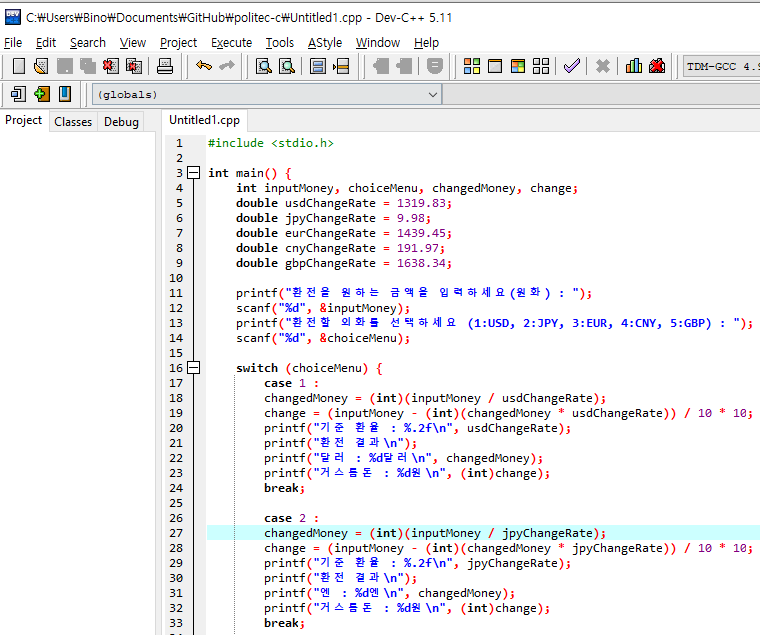 C:₩Users₩Bino₩Documents₩GitHub₩politec-c₩Untitled1.cpp - Dev-C++ 5.11
File Edit Search View Project Execute Tools AStyle Window Help
TDM-GCC 4.9
(globals)
Project Classes Debug Untitled1.cpp
1 #include <stdio.h>
2
3 int main() {
4 int inputMoney, choiceMenu, changedMoney, change;
5 double usdChangeRate = 1319.83;
6 double jpyChangeRate = 9.98;
7 double eurChangeRate = 1439.45;
8 double cnyChangeRate = 191.97;
9 double gbpChangeRate = 1638.34;
10
11 printf("환전을 원하는 금액을 입력하세요(원화) : ");
12 scanf("%d", &inputMoney);
13 printf("환전할 외화를 선택하세요 (1:USD, 2:JPY, 3:EUR, 4:CNY, 5:GBP) : ");
14 scanf("%d", &choiceMenu);
15
16 switch (choiceMenu) {
17 case 1 :
18 changedMoney = (int)(inputMoney / usdChangeRate);
19 change = (inputMoney - (int)(changedMoney * usdChangeRate)) / 10 * 10;
20 printf("기준 환율 : %.2f\n", usdChangeRate);
21 printf("환전 결과\n");
22 printf("달러 : %d달러\n", changedMoney);
23 printf("거스름돈 : %d원\n", (int)change);
24 break;
25
26 case 2 :
27 changedMoney = (int)(inputMoney / jpyChangeRate);
28 change = (inputMoney - (int)(changedMoney * jpyChangeRate)) / 10 * 10;
29 printf("기준 환율 : %.2f\n", jpyChangeRate);
30 printf("환전 결과\n");
31 printf("엔 : %d엔\n", changedMoney);
32 printf("거스름돈 : %d원\n", (int)change);
33 break;